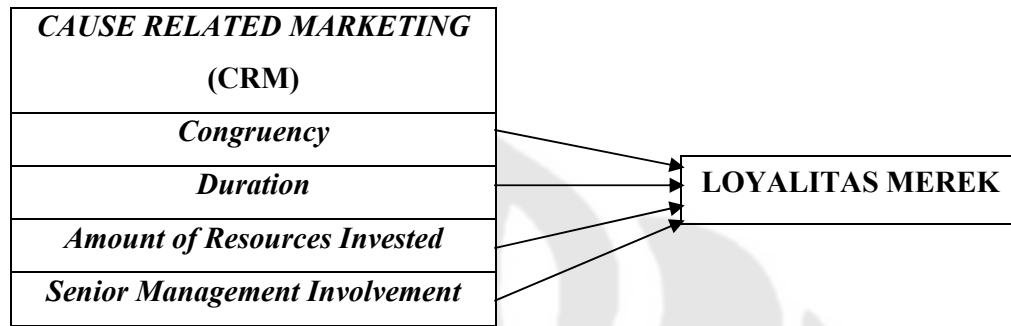 CAUSE RELATED MARKETING
(CRM)
Congruency
Duration
Amount of Resources Invested
Senior Management Involvement
LOYALITAS MEREK